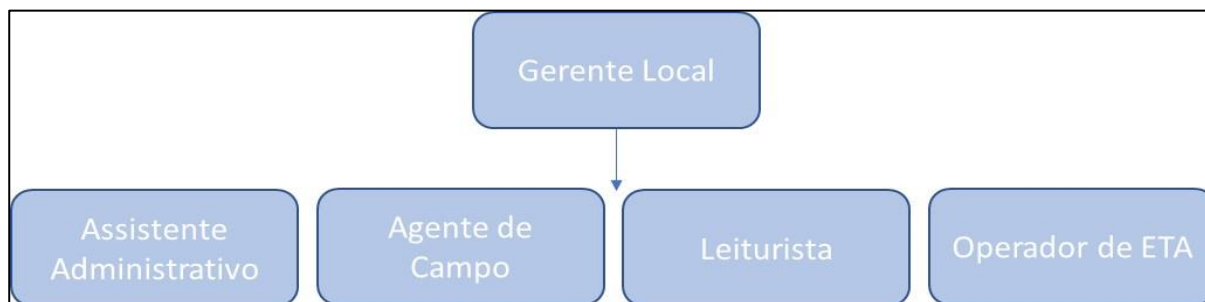 Gerente Local
Assistente
Administrativo
Agente de
Campo
Leiturista
Operador de ETA